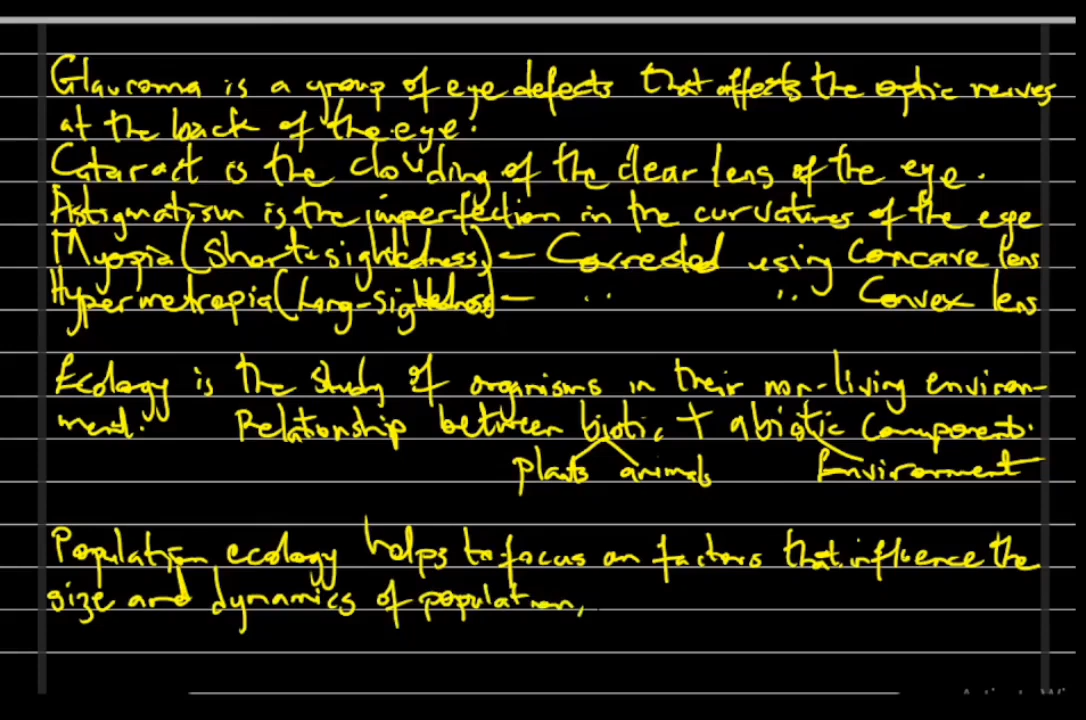 Glaucoma is a group of eye defects that affects the optic nerves
at the back of the eye.
Cataract is the clouding of the clear lens of the eye.
Astigmatism is the imperfection in the curvatures of the eye
Myopia (Short-sightedness) - Corrected using Concave lens
Hypermetropia (Long-sightedness) - ,, ,, Convex lens
Ecology is the study of organisms in their non-living environ-
ment. Relationship between biotic + abiotic Components.
plants animals Environment
Population ecology helps to focus on factors that influence the
size and dynamics of population,